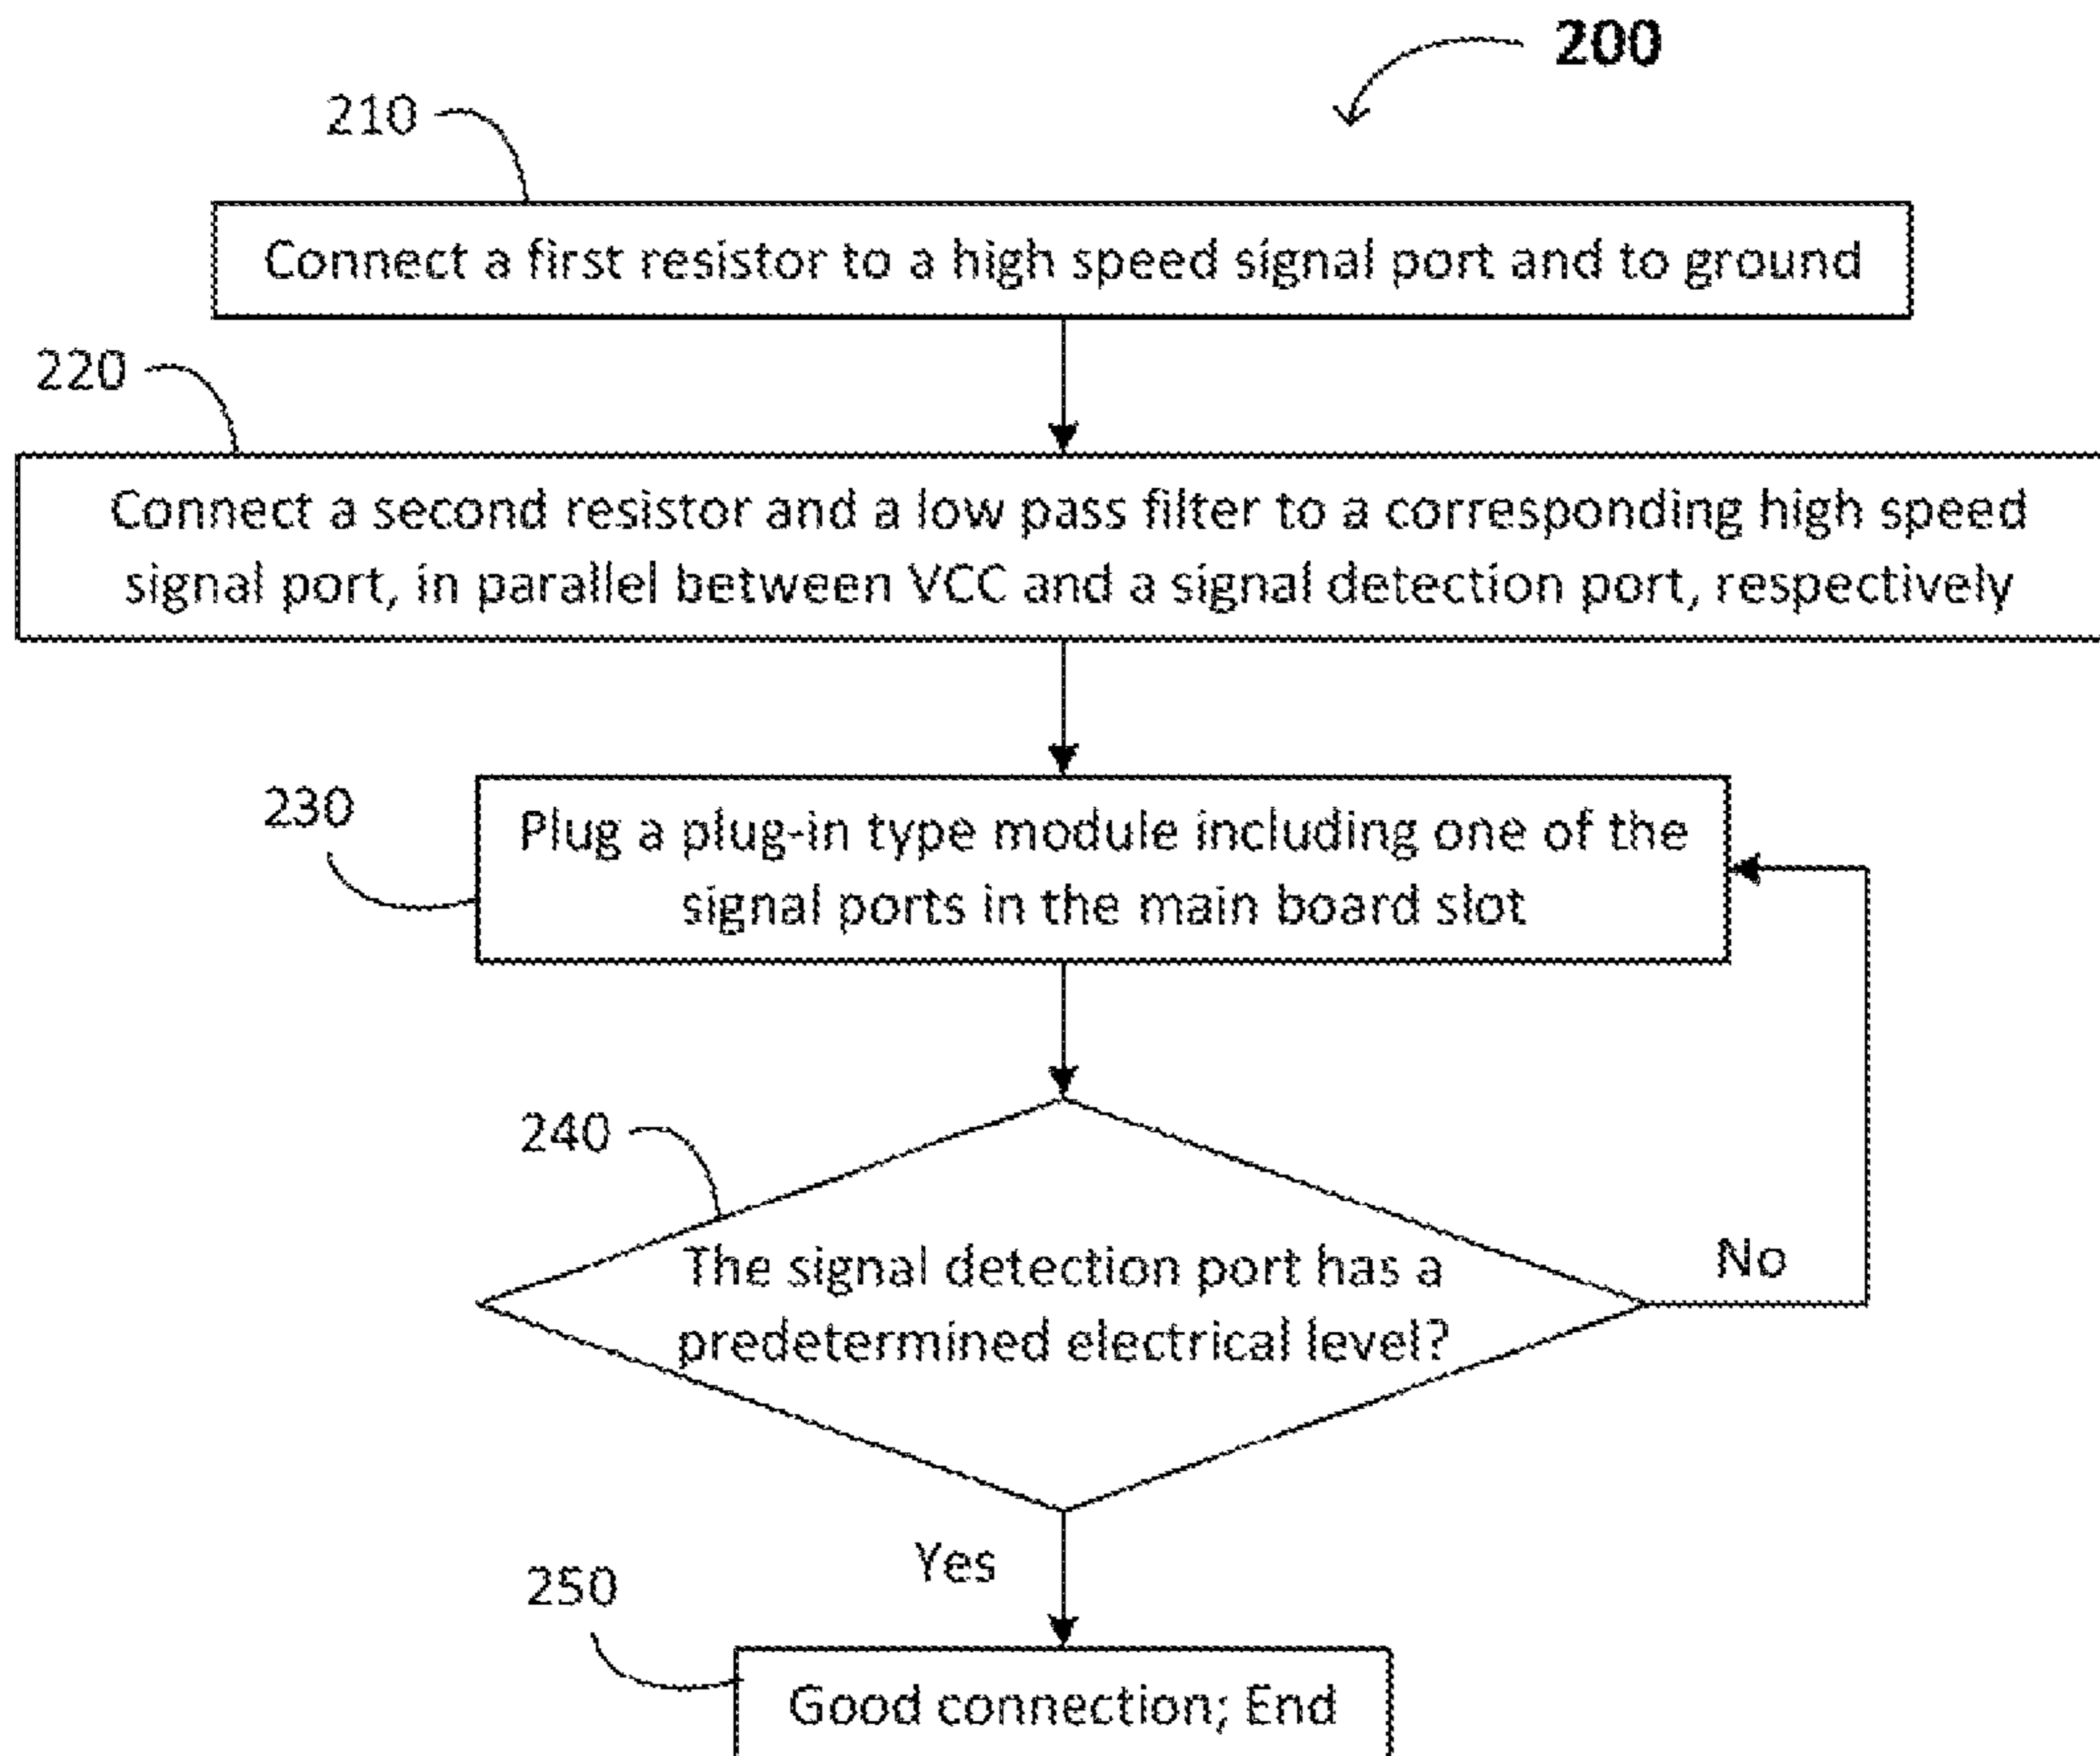 200
210
Connect a first resistor to a high speed signal port and to ground
220
Connect a second resistor and a low pass filter to a corresponding high speed
signal port, in parallel between VCC and a signal detection port, respectively
230
Plug a plug-in type module including one of the
signal ports in the main board slot
240
The signal detection port has a
predetermined electrical level?
No
Yes
250
Good connection; End